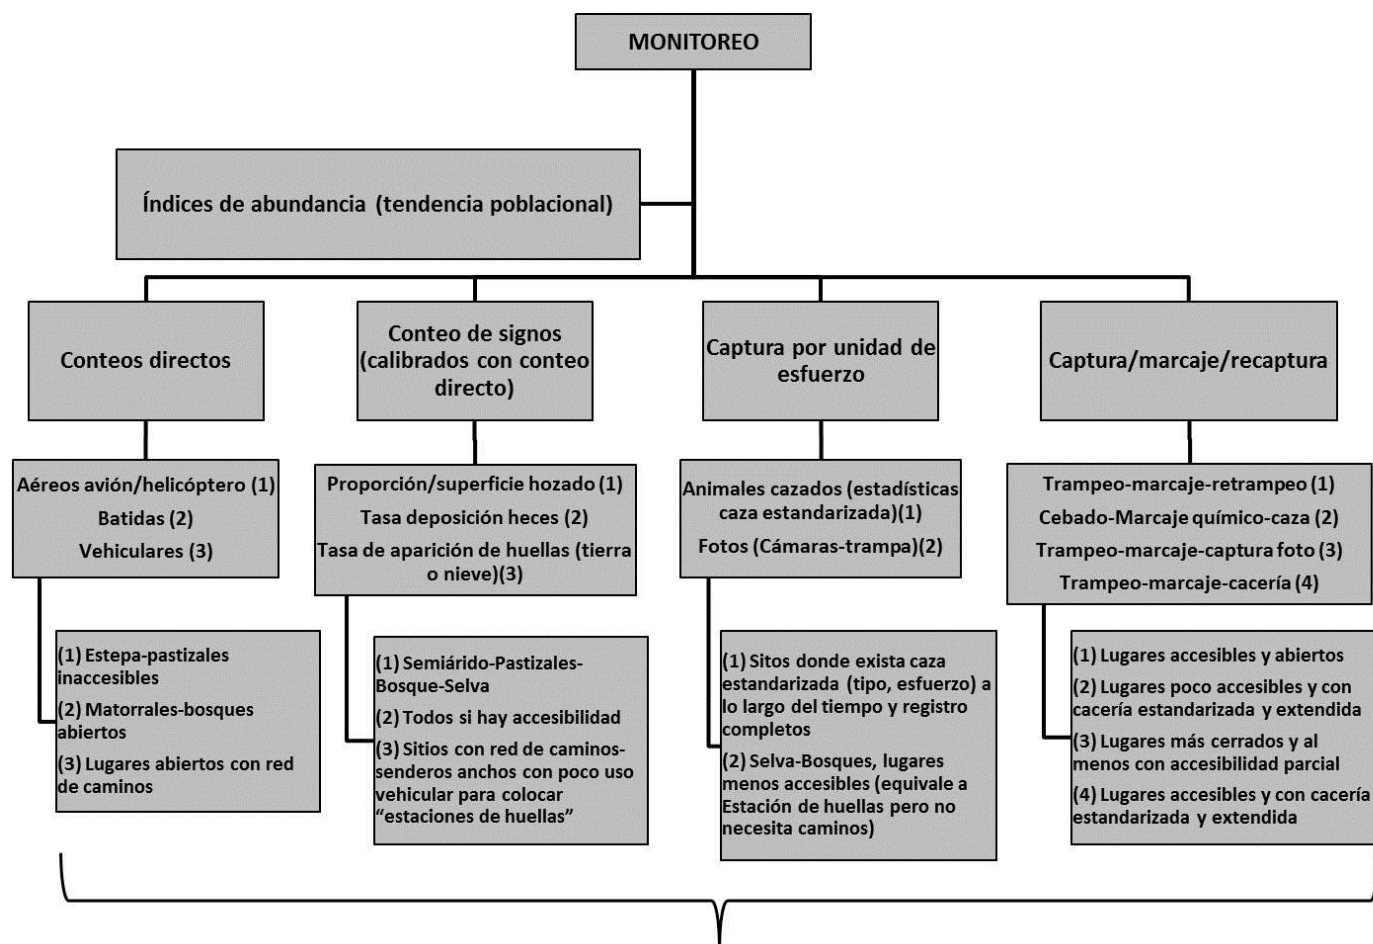 MONITOREO
Índices de abundancia (tendencia poblacional)
Conteos directos
Conteo de signos
(calibrados con conteo
directo)
Captura por unidad de
esfuerzo
Captura/marcaje/recaptura
Aéreos avión/helicóptero (1)
Batidas (2)
Vehiculares (3)
Proporción/superficie hozado (1)
Tasa deposición heces (2)
Tasa de aparición de huellas (tierra
o nieve)(3)
Animales cazados (estadísticas
caza estandarizada)(1)
Fotos (Cámaras-trampa)(2)
Trampeo-marcaje-retrampeo (1)
Cebado-Marcaje químico-caza (2)
Trampeo-marcaje-captura foto (3)
Trampeo-marcaje-cacería (4)
(1) Estepa-pastizales
inaccesibles
(2) Matorrales-bosques
abiertos
(3) Lugares abiertos con red
de caminos
(1) Semiárido-Pastizales-
Bosque-Selva
(2) Todos si hay accesibilidad
(3) Sitios con red de caminos-
senderos anchos con poco uso
vehicular para colocar
“estaciones de huellas”
(1) Sitos donde exista caza
estandarizada (tipo, esfuerzo) a
lo largo del tiempo y registro
completos
(2) Selva-Bosques, lugares
menos accesibles (equivale a
Estación de huellas pero no
necesita caminos)
(1) Lugares accesibles y abiertos
(2) Lugares poco accesibles y con
cacería estandarizada y extendida
(3) Lugares más cerrados y al
menos con accesibilidad parcial
(4) Lugares accesibles y con cacería
estandarizada y extendida